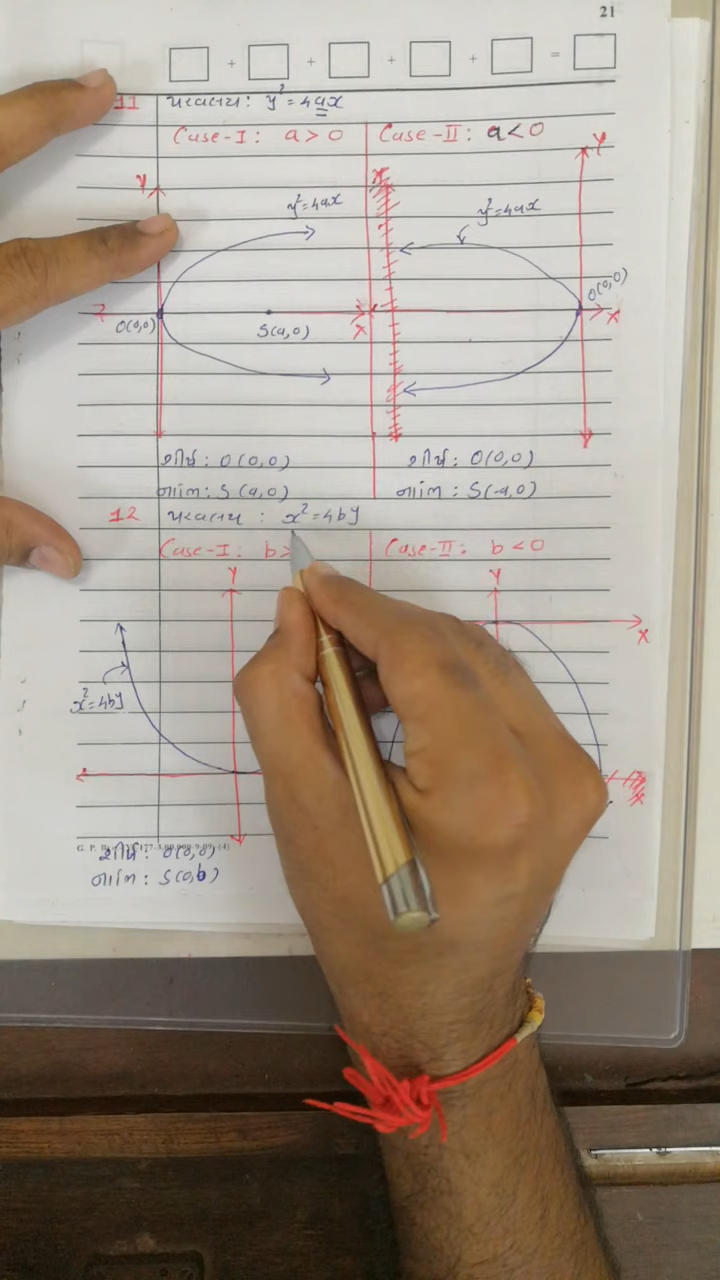 21
+ + + + =
11 પરવલય: y²=4ax
Case-I: a>0 Case-II: a<0
Y
Y
X
y²=4ax
y²=4ax
O(0,0)
O(0,0)
S(a,0)
X
X
શીર્ષ: O(0,0) શીર્ષ: O(0,0)
નાભિ: S(a,0) નાભિ: S(-a,0)
12 પરવલય : x²=4by
Case-I: b> Case-II: b<0
Y Y
X
x²=4by
શીર્ષ: O(0,0)
નાભિ: S(0,b)